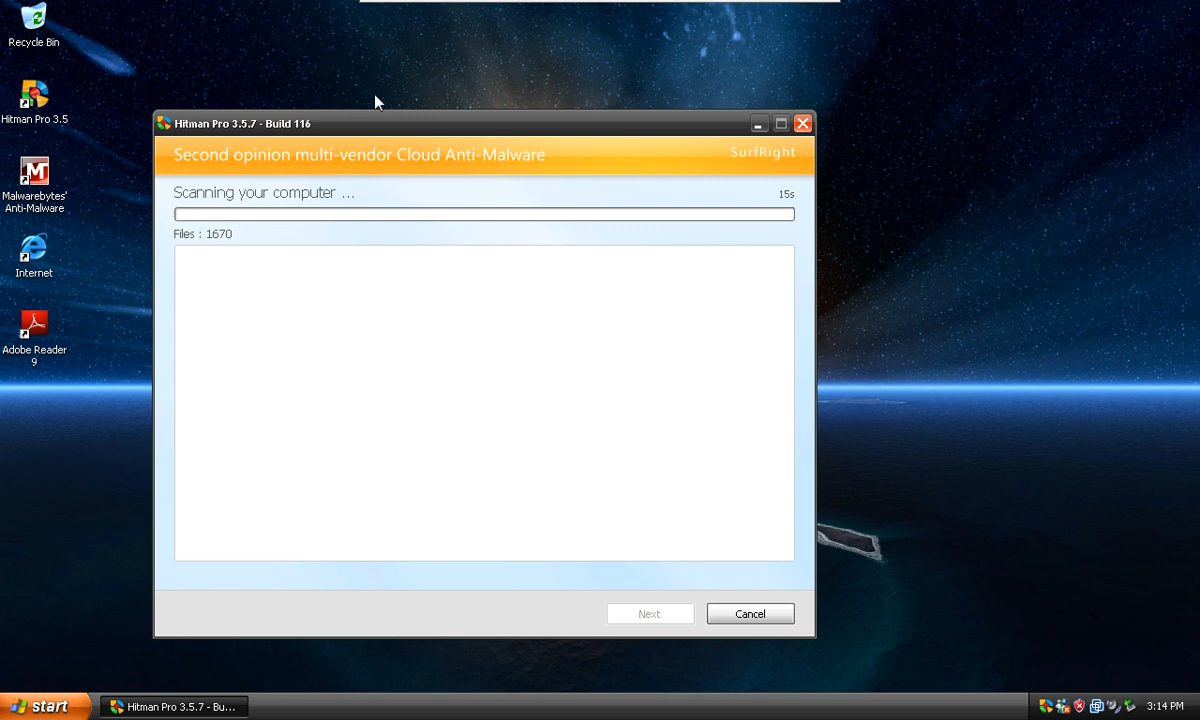 Recycle Bin
Hitman Pro 3.5
Malwarebytes'
Anti-Malware
Internet
Adobe Reader
9
Hitman Pro 3.5.7 - Build 116
Second opinion multi-vendor Cloud Anti-Malware
SurfRight
Scanning your computer ...
15s
Files : 1670
Next
Cancel
start
Hitman Pro 3.5.7 - Bu...
3:14 PM